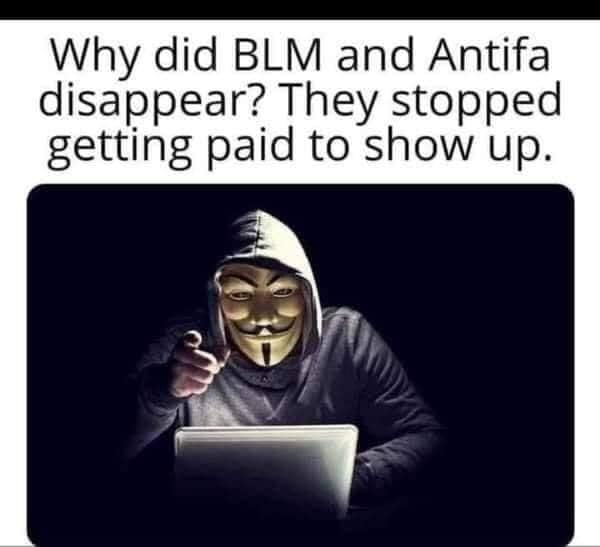 Why did BLM and Antifa
disappear? They stopped
getting paid to show up.